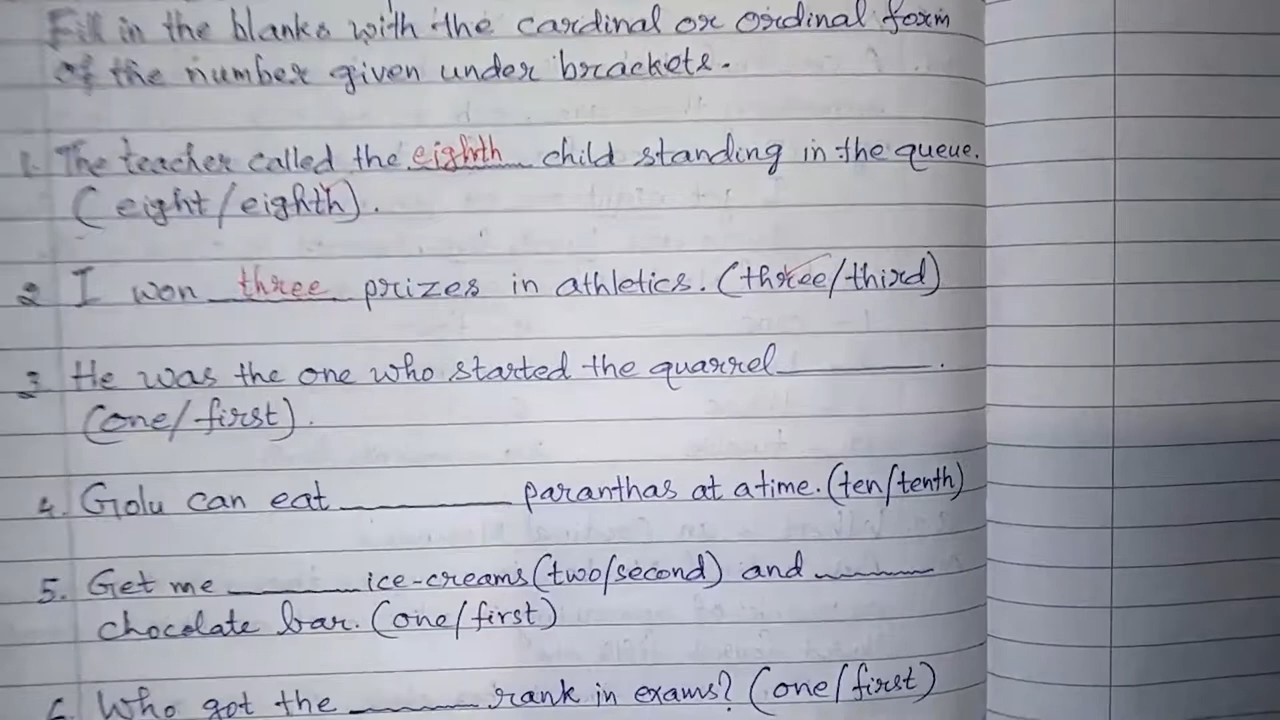 Fill in the blanks with the cardinal or ordinal form
of the number given under brackets.
1. The teacher called the eighth child standing in the queue.
(eight/eighth).
2 I won three prizes in athletics. (three/third)
3 He was the one who started the quarrel ______.
(one/first).
4. Golu can eat ______ paranthas at a time. (ten/tenth)
5. Get me ______ ice-creams (two/second) and ______
chocolate bar. (one/first)
6 Who got the ______ rank in exams? (one/first)